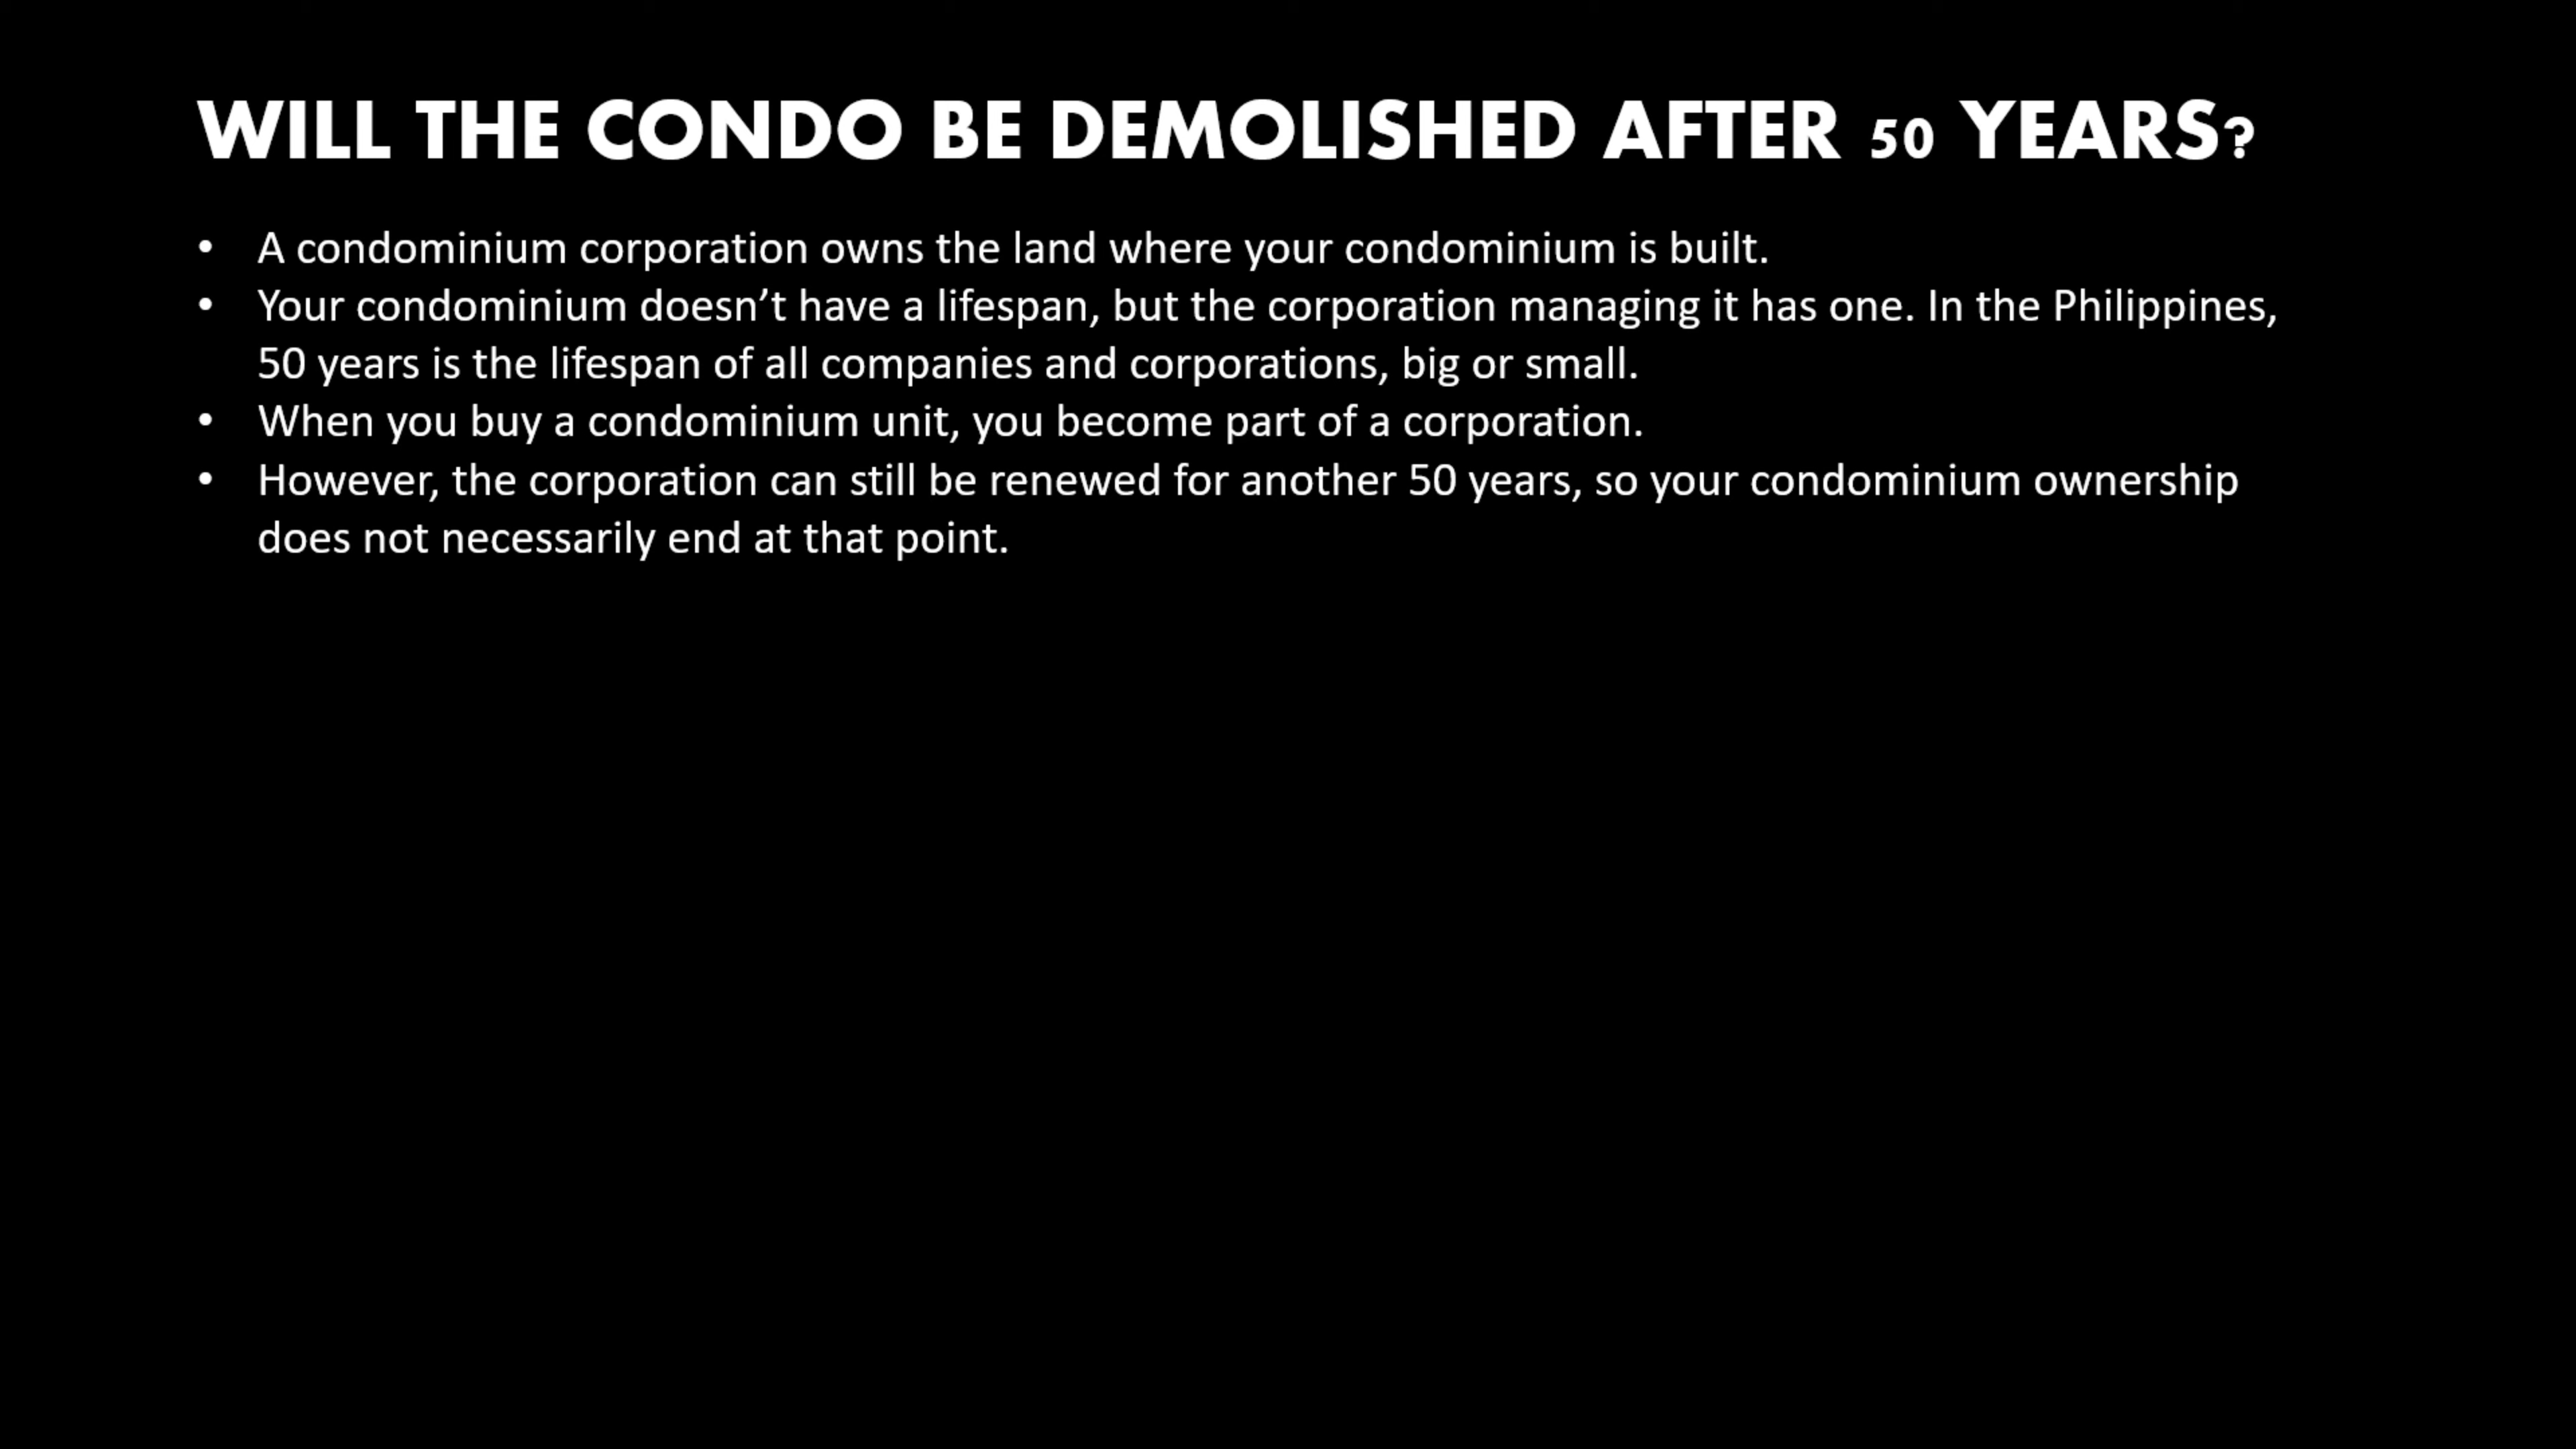 WILL THE CONDO BE DEMOLISHED AFTER 50 YEARS?
• A condominium corporation owns the land where your condominium is built.
• Your condominium doesn’t have a lifespan, but the corporation managing it has one. In the Philippines,
50 years is the lifespan of all companies and corporations, big or small.
• When you buy a condominium unit, you become part of a corporation.
• However, the corporation can still be renewed for another 50 years, so your condominium ownership
does not necessarily end at that point.